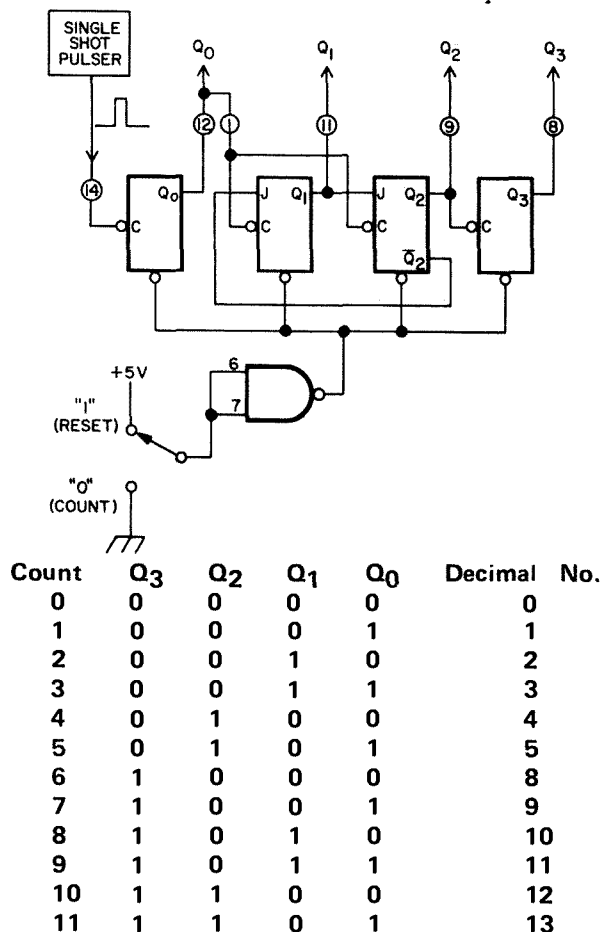 SINGLE
SHOT
PULSER
Q0 Q1 Q2 Q3
12 1 11 9 8
14
Q0 J Q1 J Q2 Q3
C C C C
Q̅2
+5V
6
7
"1"
(RESET)
"0"
(COUNT)
Count Q3 Q2 Q1 Q0 Decimal No.
0 0 0 0 0 0
1 0 0 0 1 1
2 0 0 1 0 2
3 0 0 1 1 3
4 0 1 0 0 4
5 0 1 0 1 5
6 1 0 0 0 8
7 1 0 0 1 9
8 1 0 1 0 10
9 1 0 1 1 11
10 1 1 0 0 12
11 1 1 0 1 13